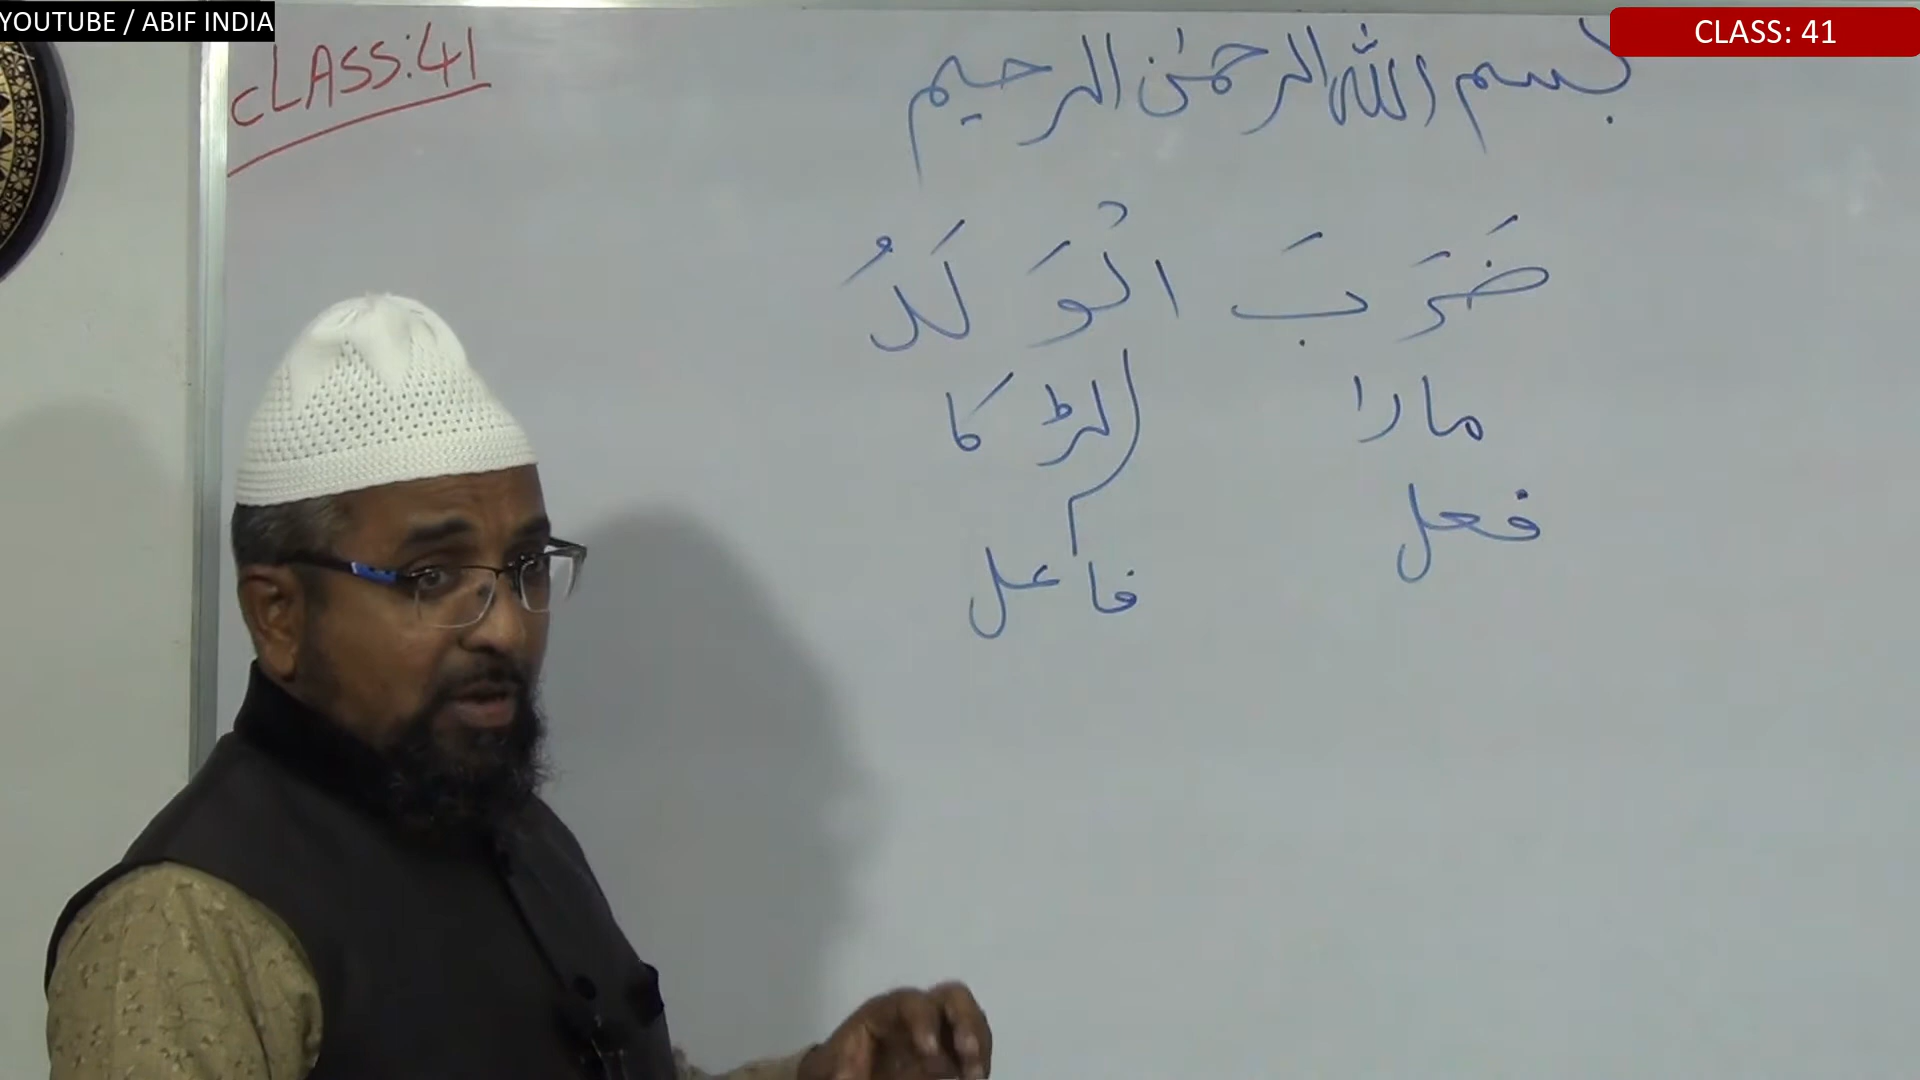 YOUTUBE / ABIF INDIA
CLASS: 41
CLASS:41
بسم اللہ الرحمٰن الرحیم
ضَرَبَ الْوَلَدُ
مارا لڑکا
فعل
فاعل